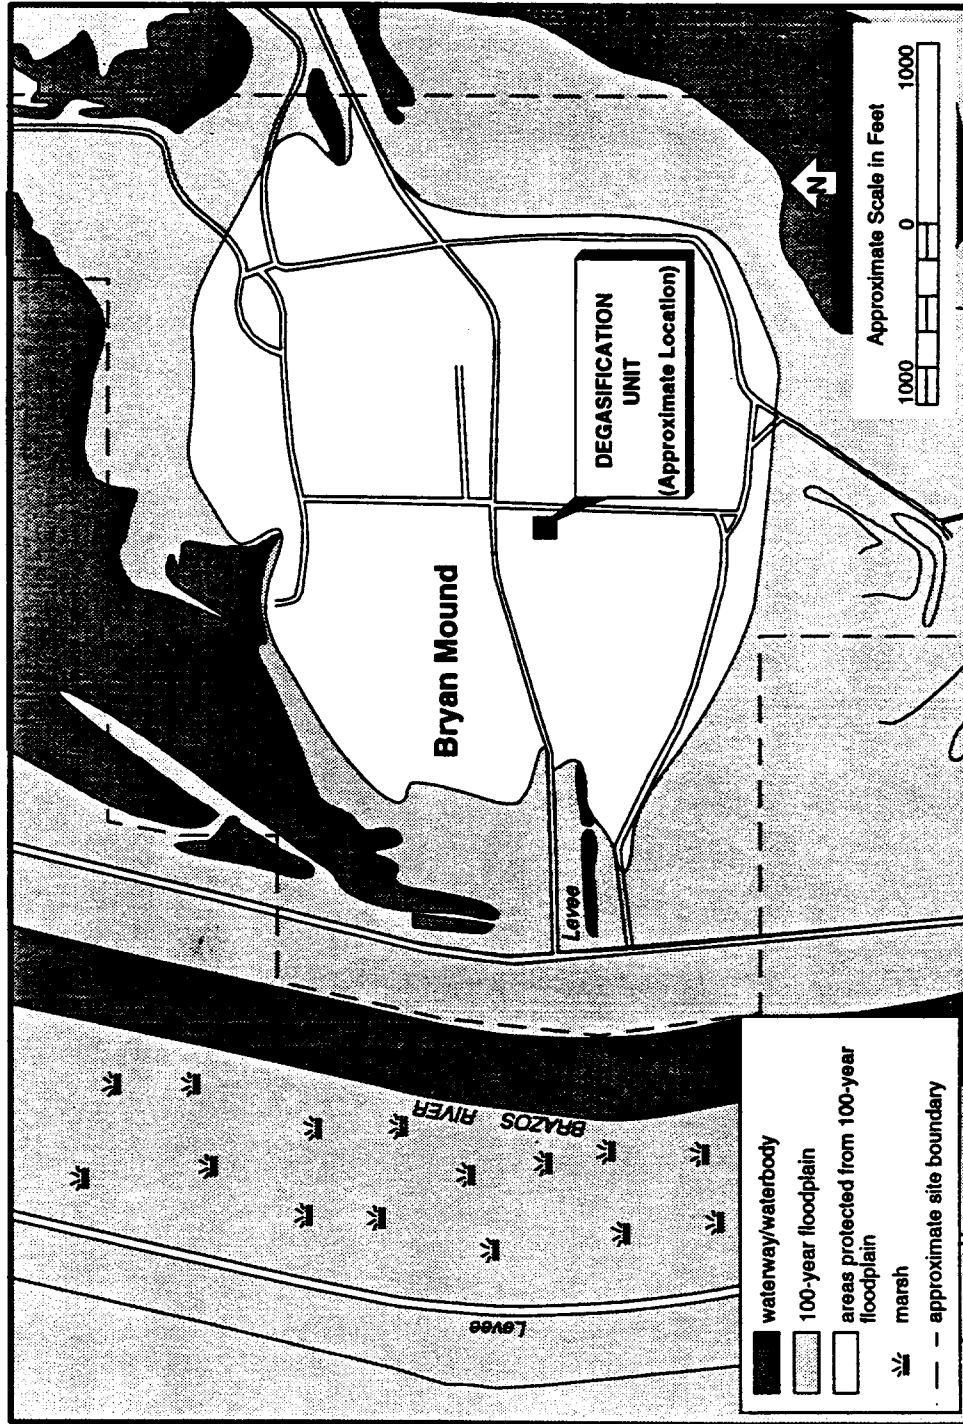 Bryan Mound
DEGASIFICATION
UNIT
(Approximate Location)
Levee
BRAZOS
RIVER
Levee
N
Approximate Scale in Feet
1000 0 1000
waterway/waterbody
100-year floodplain
areas protected from 100-year
floodplain
marsh
approximate site boundary